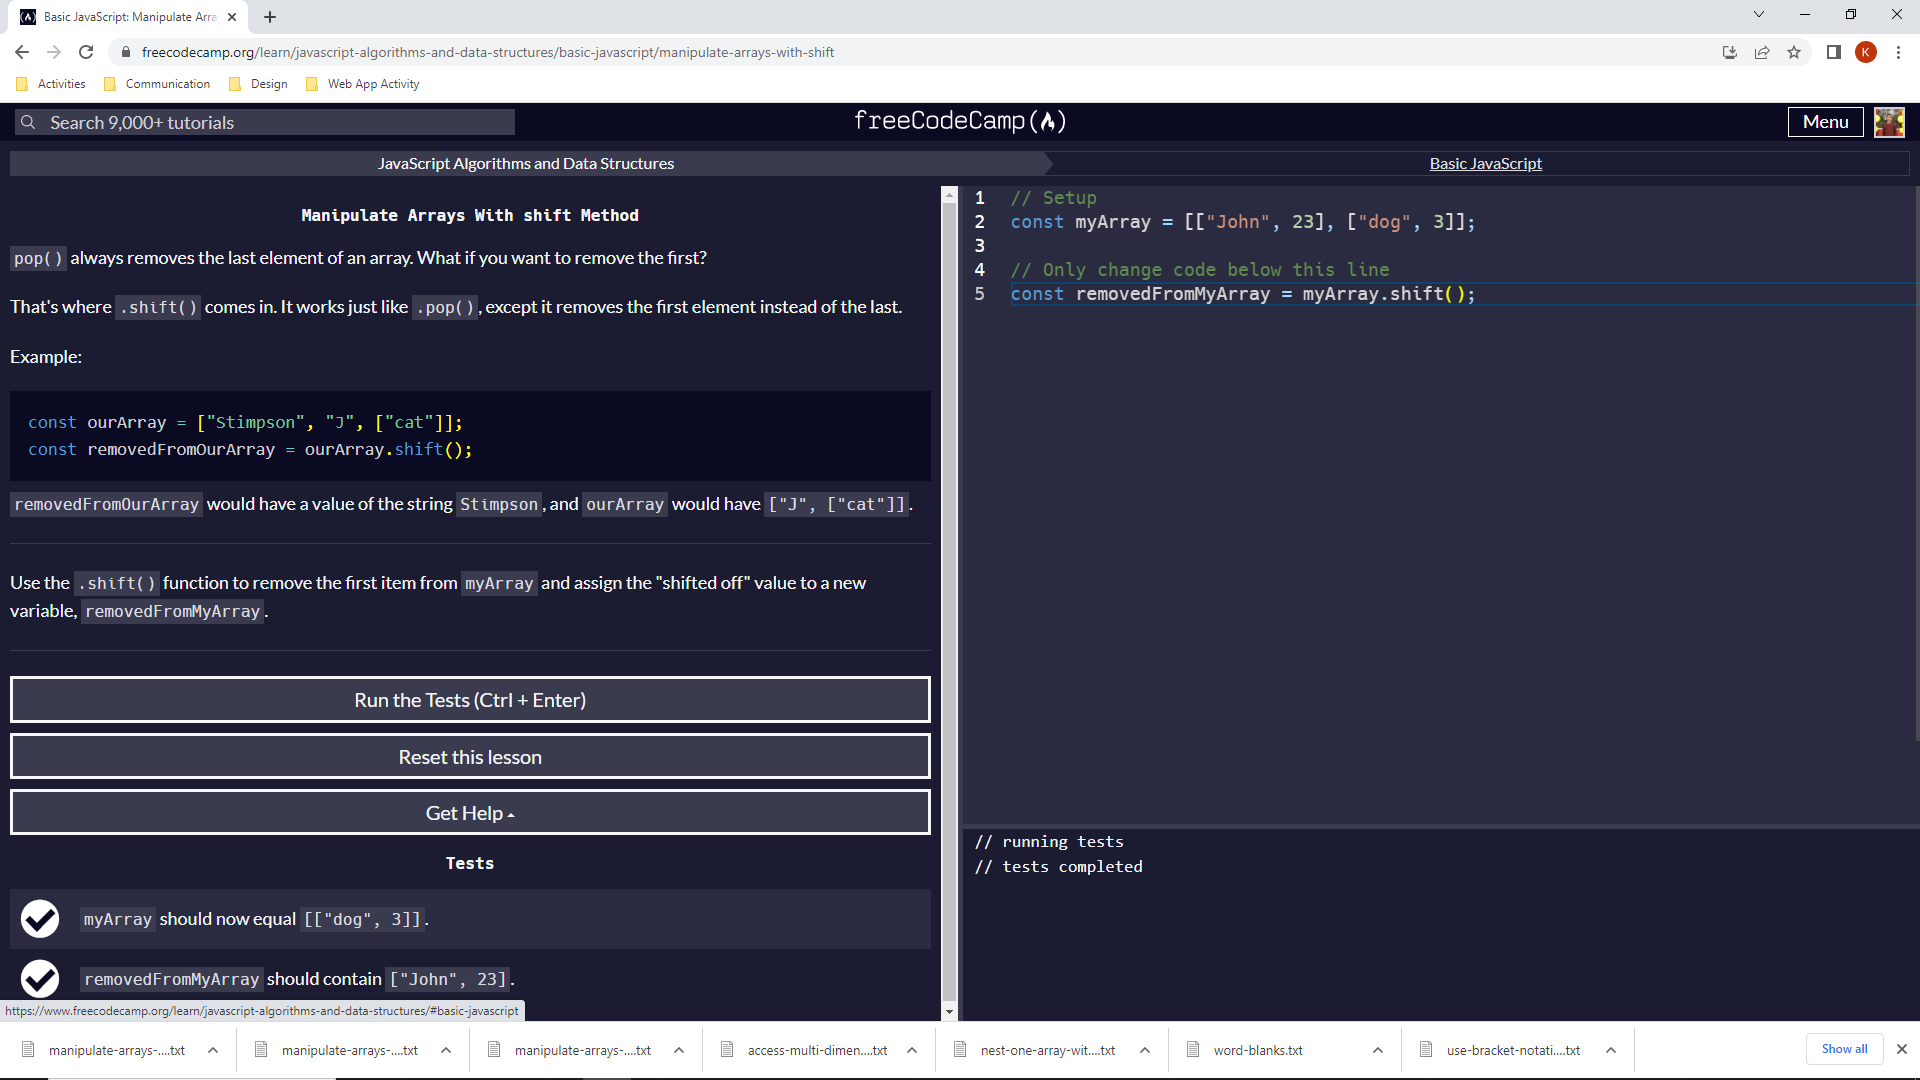 Basic JavaScript: Manipulate Arra
freecodecamp.org/learn/javascript-algorithms-and-data-structures/basic-javascript/manipulate-arrays-with-shift
K
Activities
Communication
Design
Web App Activity
Search 9,000+ tutorials
freeCodeCamp
Menu
JavaScript Algorithms and Data Structures
Basic JavaScript
Manipulate Arrays With shift Method
pop() always removes the last element of an array. What if you want to remove the first?
That's where .shift() comes in. It works just like .pop(), except it removes the first element instead of the last.
Example:
const ourArray = ["Stimpson", "J", ["cat"]];
const removedFromOurArray = ourArray.shift();
removedFromOurArray would have a value of the string Stimpson, and ourArray would have ["J", ["cat"]].
Use the .shift() function to remove the first item from myArray and assign the "shifted off" value to a new
variable, removedFromMyArray.
Run the Tests (Ctrl + Enter)
Reset this lesson
Get Help
Tests
myArray should now equal [["dog", 3]].
removedFromMyArray should contain ["John", 23].
https://www.freecodecamp.org/learn/javascript-algorithms-and-data-structures/#basic-javascript
1 // Setup
2 const myArray = [["John", 23], ["dog", 3]];
3
4 // Only change code below this line
5 const removedFromMyArray = myArray.shift();
// running tests
// tests completed
manipulate-arrays-....txt
manipulate-arrays-....txt
manipulate-arrays-....txt
access-multi-dimen....txt
nest-one-array-wit....txt
word-blanks.txt
use-bracket-notati....txt
Show all